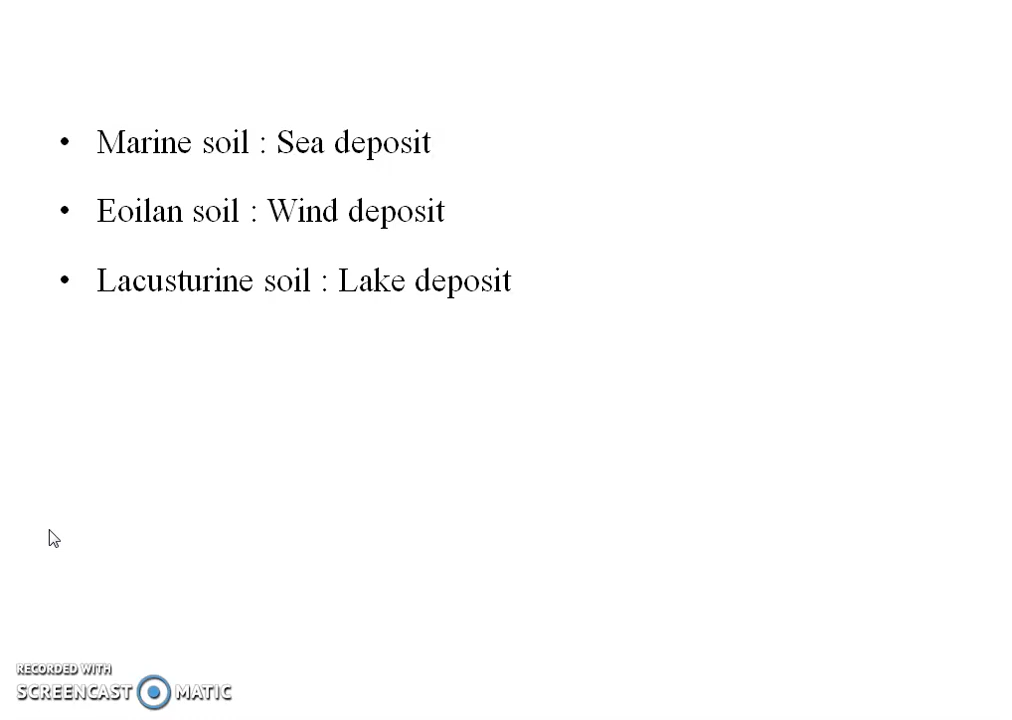 • Marine soil : Sea deposit
• Eoilan soil : Wind deposit
• Lacusturine soil : Lake deposit
RECORDED WITH
SCREENCAST MATIC